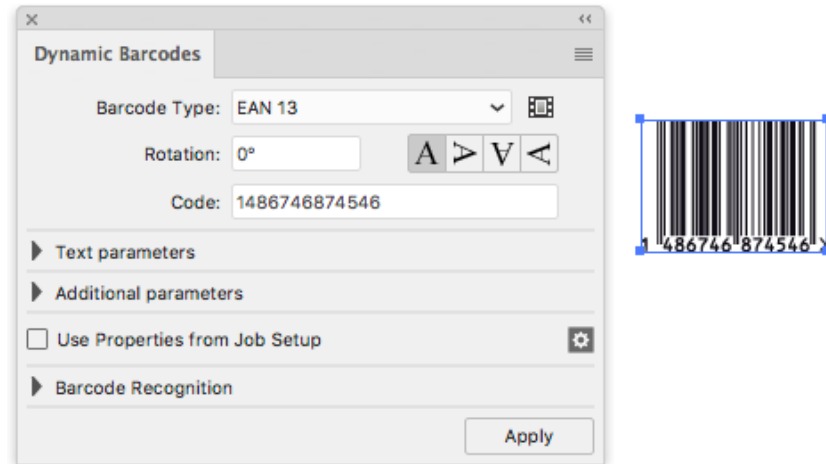 Dynamic Barcodes
Barcode Type: EAN 13
Rotation: 0° A A A A
Code: 1486746874546
Text parameters
Additional parameters
Use Properties from Job Setup
Barcode Recognition
Apply
1 486746 874546 >